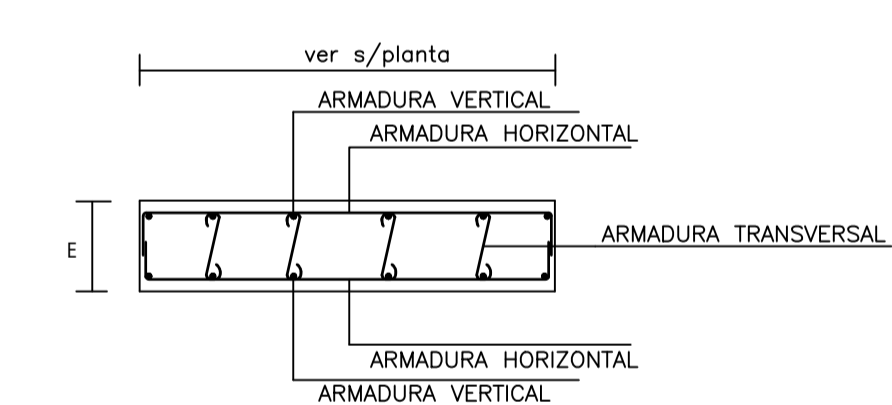 ver s/planta
ARMADURA VERTICAL
ARMADURA HORIZONTAL
ARMADURA TRANSVERSAL
E
ARMADURA HORIZONTAL
ARMADURA VERTICAL